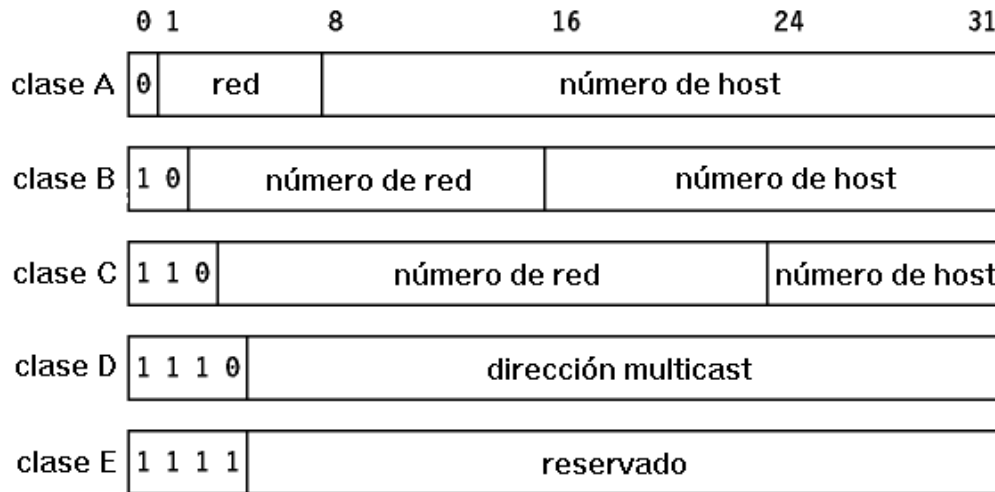 0 1 8 16 24 31
clase A 0 red número de host
clase B 1 0 número de red número de host
clase C 1 1 0 número de red número de host
clase D 1 1 1 0 dirección multicast
clase E 1 1 1 1 reservado